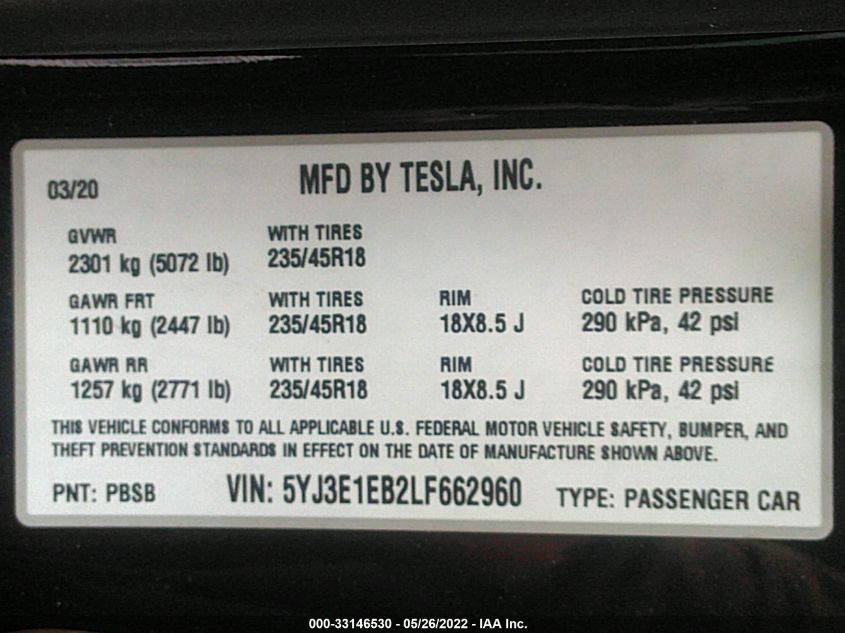 03/20 MFD BY TESLA, INC.
GVWR WITH TIRES
2301 kg (5072 lb) 235/45R18
GAWR FRT WITH TIRES RIM COLD TIRE PRESSURE
1110 kg (2447 lb) 235/45R18 18X8.5 J 290 kPa, 42 psi
GAWR RR WITH TIRES RIM COLD TIRE PRESSURE
1257 kg (2771 lb) 235/45R18 18X8.5 J 290 kPa, 42 psi
THIS VEHICLE CONFORMS TO ALL APPLICABLE U.S. FEDERAL MOTOR VEHICLE SAFETY, BUMPER, AND
THEFT PREVENTION STANDARDS IN EFFECT ON THE DATE OF MANUFACTURE SHOWN ABOVE.
PNT: PBSB VIN: 5YJ3E1EB2LF662960 TYPE: PASSENGER CAR
000-33146530 - 05/26/2022 - IAA Inc.